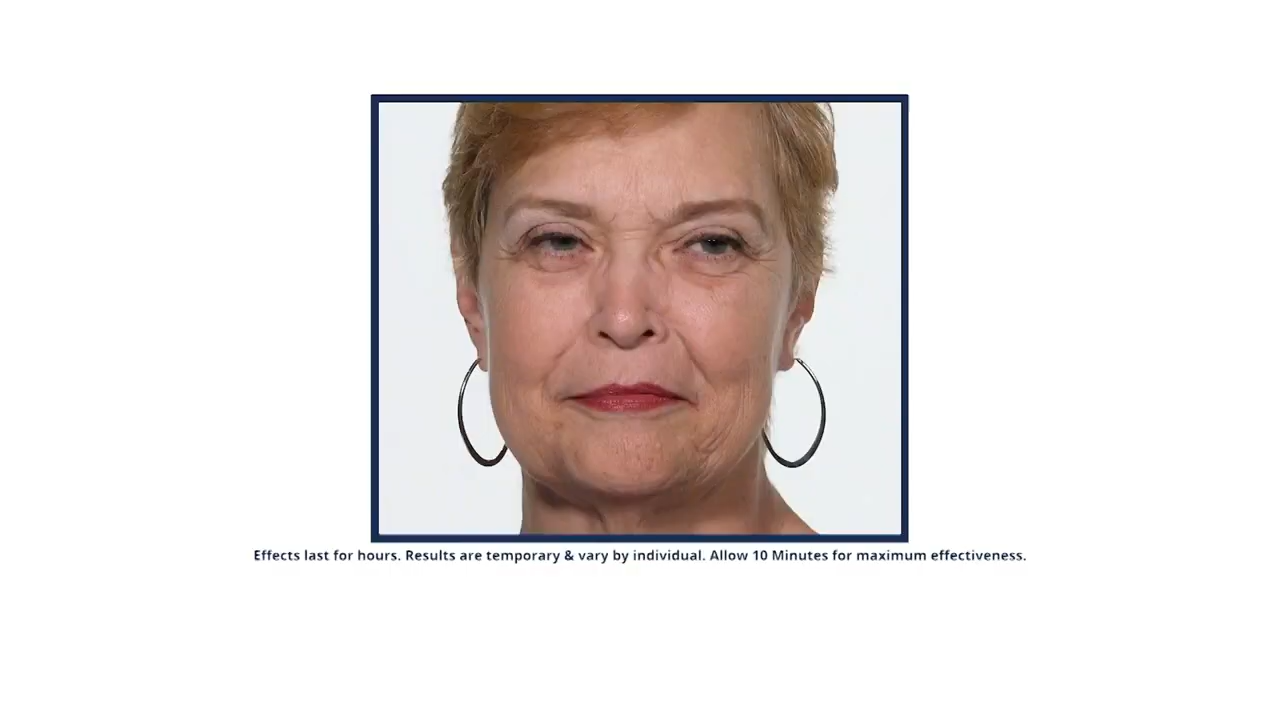 Effects last for hours. Results are temporary & vary by individual. Allow 10 Minutes for maximum effectiveness.